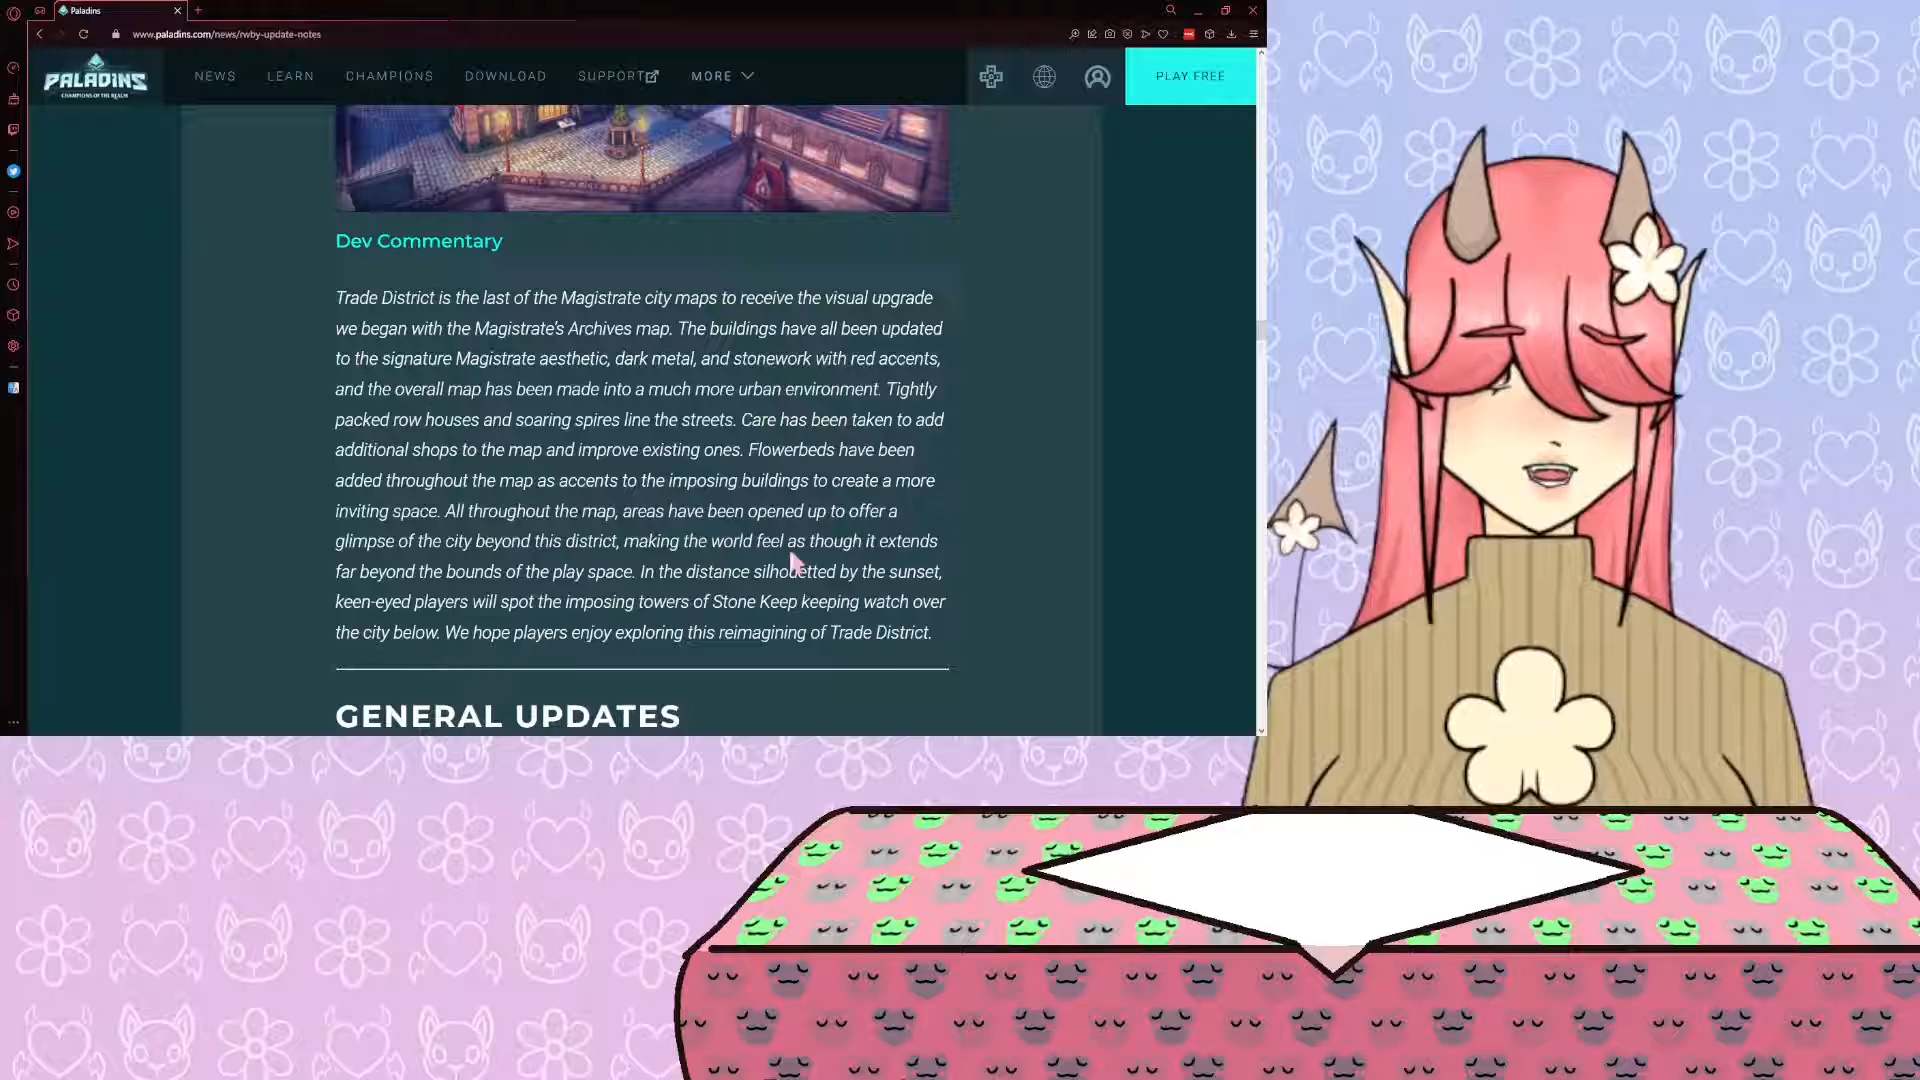 Paladins
www.paladins.com/news/rwby-update-notes
PALADINS
CHAMPIONS OF THE REALM
NEWS
LEARN
CHAMPIONS
DOWNLOAD
SUPPORT
MORE
PLAY FREE
Dev Commentary
Trade District is the last of the Magistrate city maps to receive the visual upgrade
we began with the Magistrate's Archives map. The buildings have all been updated
to the signature Magistrate aesthetic, dark metal, and stonework with red accents,
and the overall map has been made into a much more urban environment. Tightly
packed row houses and soaring spires line the streets. Care has been taken to add
additional shops to the map and improve existing ones. Flowerbeds have been
added throughout the map as accents to the imposing buildings to create a more
inviting space. All throughout the map, areas have been opened up to offer a
glimpse of the city beyond this district, making the world feel as though it extends
far beyond the bounds of the play space. In the distance silhouetted by the sunset,
keen-eyed players will spot the imposing towers of Stone Keep keeping watch over
the city below. We hope players enjoy exploring this reimagining of Trade District.
GENERAL UPDATES